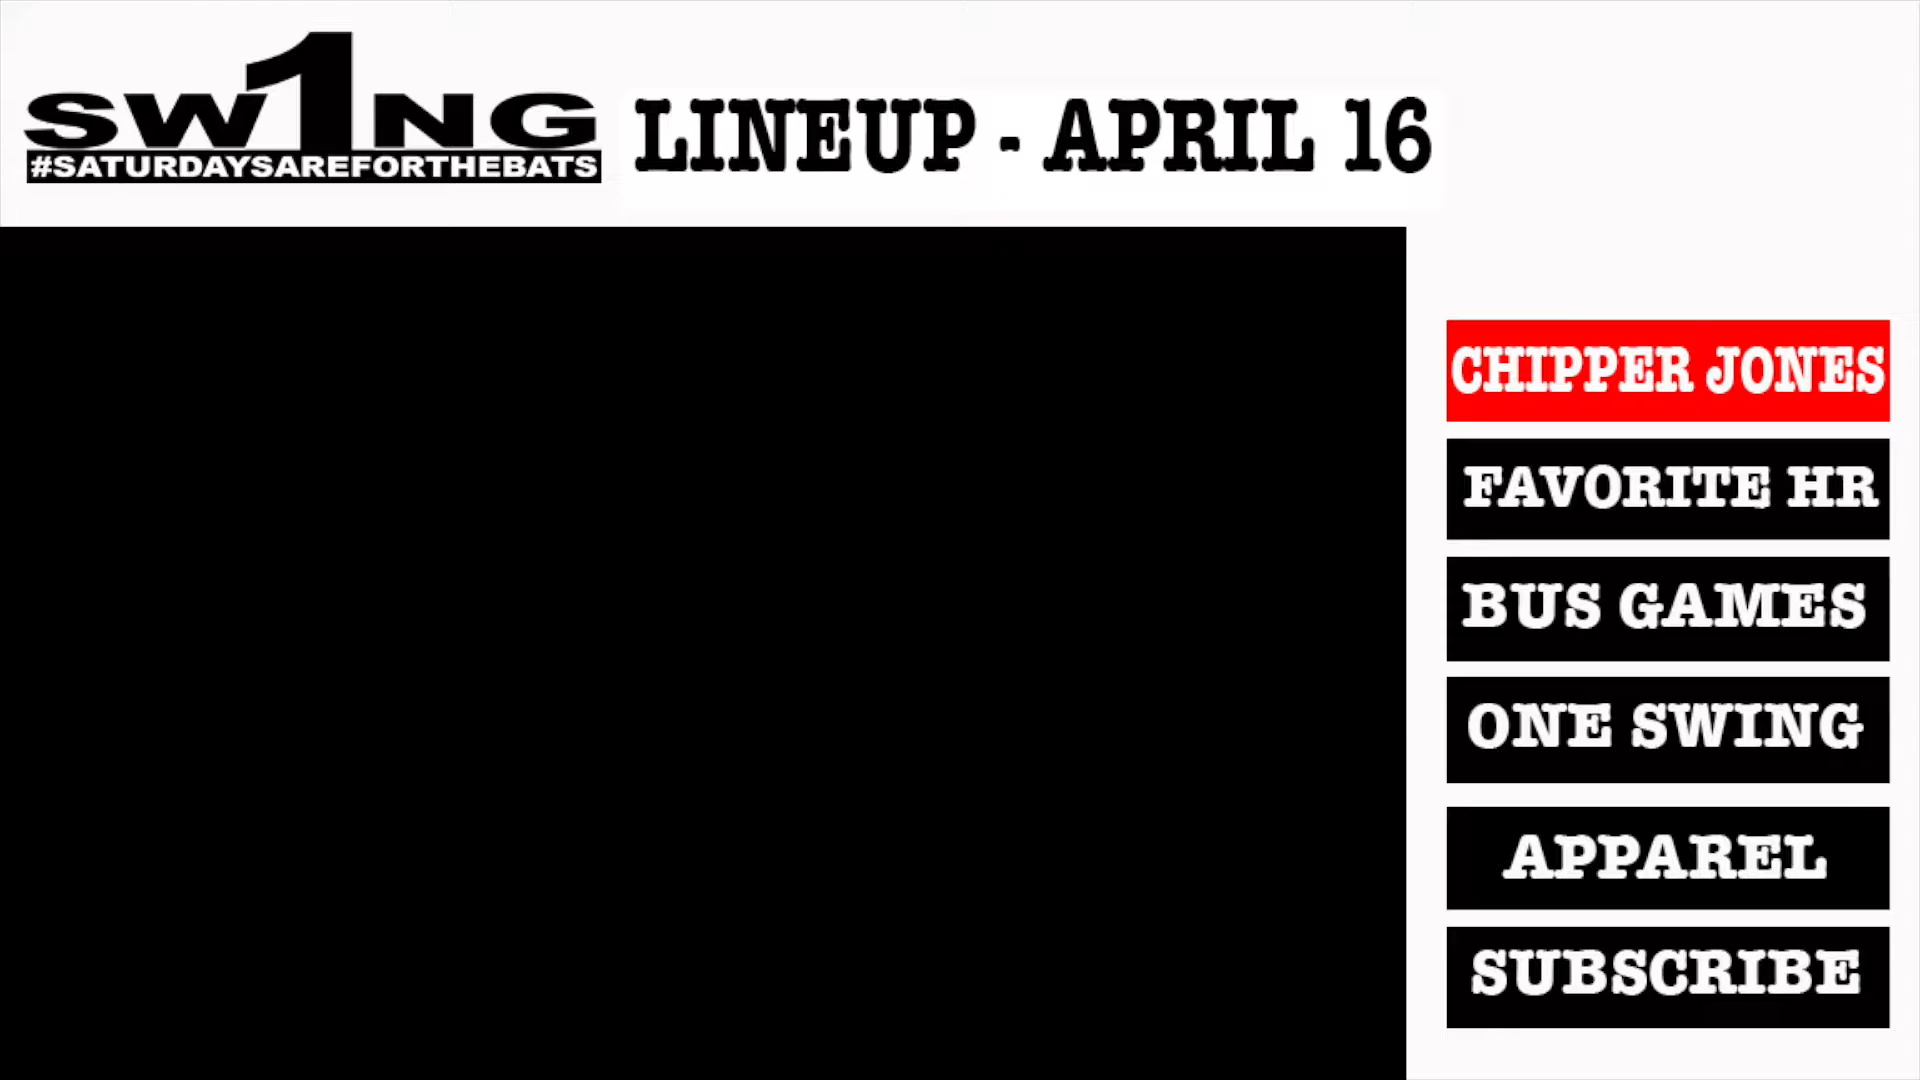 SW1NG
#SATURDAYSAREFORTHEBATS
LINEUP - APRIL 16
CHIPPER JONES
FAVORITE HR
BUS GAMES
ONE SWING
APPAREL
SUBSCRIBE